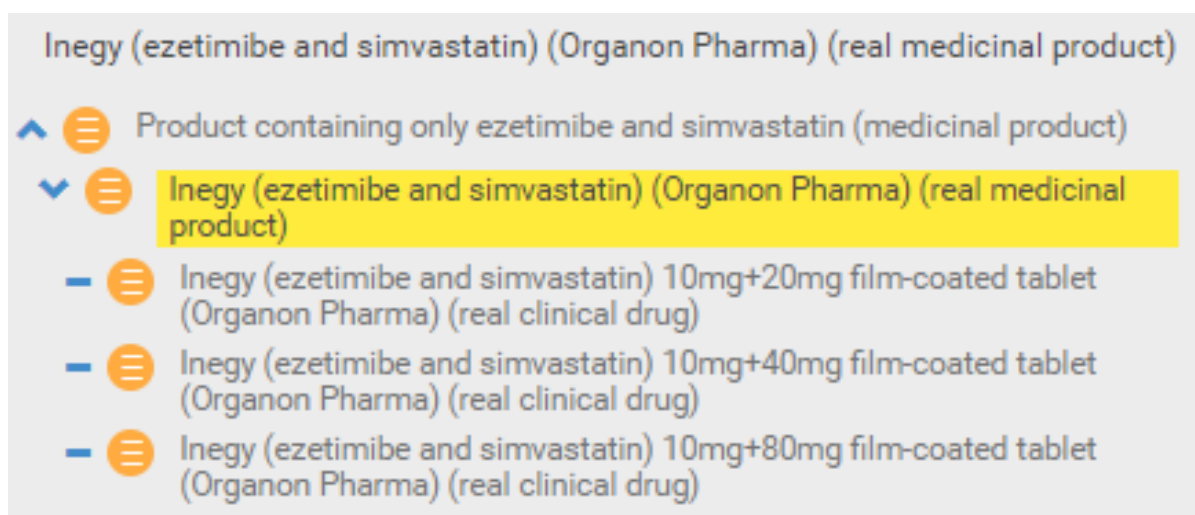 Inegy (ezetimibe and simvastatin) (Organon Pharma) (real medicinal product)
Product containing only ezetimibe and simvastatin (medicinal product)
Inegy (ezetimibe and simvastatin) (Organon Pharma) (real medicinal
product)
Inegy (ezetimibe and simvastatin) 10mg+20mg film-coated tablet
(Organon Pharma) (real clinical drug)
Inegy (ezetimibe and simvastatin) 10mg+40mg film-coated tablet
(Organon Pharma) (real clinical drug)
Inegy (ezetimibe and simvastatin) 10mg+80mg film-coated tablet
(Organon Pharma) (real clinical drug)